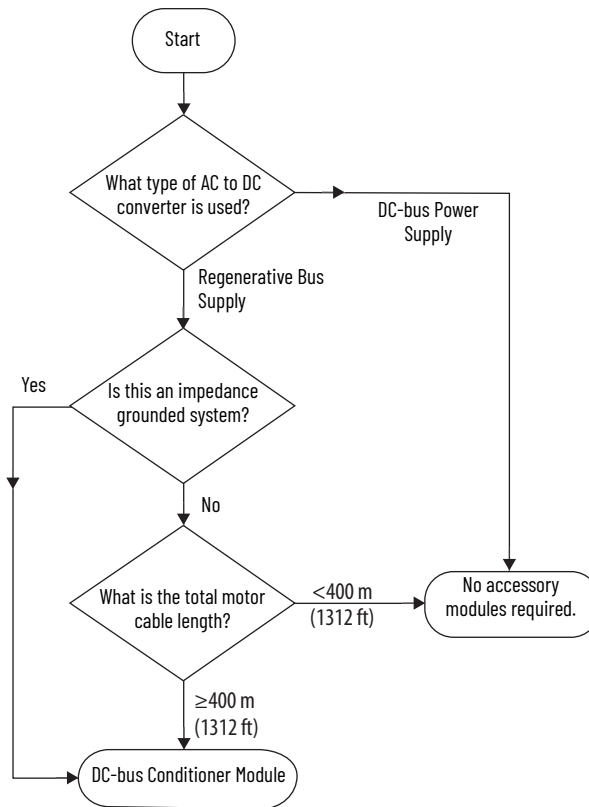 Start
What type of AC to DC
converter is used?
DC-bus Power
Supply
Regenerative Bus
Supply
Yes
Is this an impedance
grounded system?
No
What is the total motor
cable length?
<400 m
(1312 ft)
No accessory
modules required.
≥400 m
(1312 ft)
DC-bus Conditioner Module